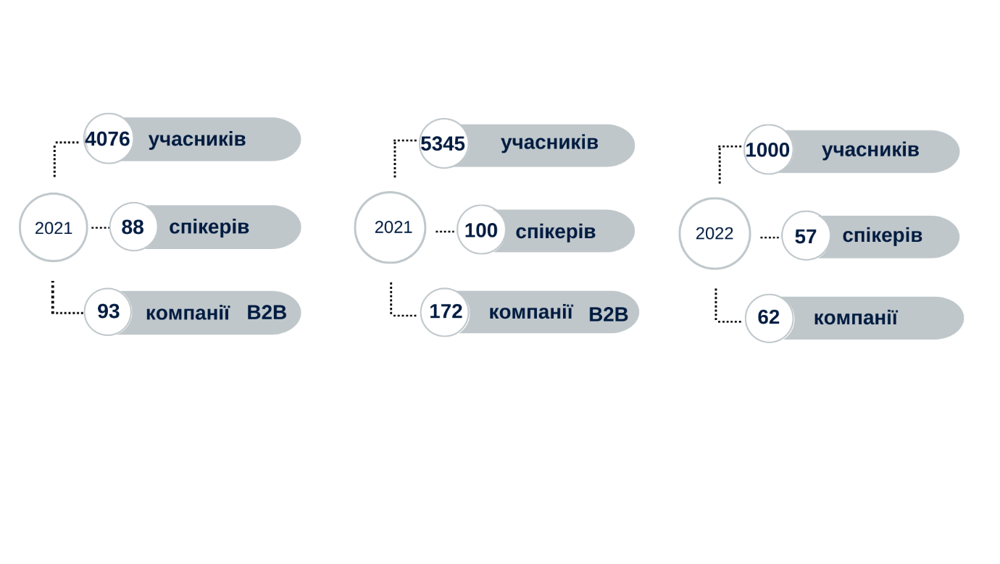 4076 учасників
2021
88 спікерів
93 компанії B2B
5345 учасників
2021
100 спікерів
172 компанії B2B
1000 учасників
2022
57 спікерів
62 компанії